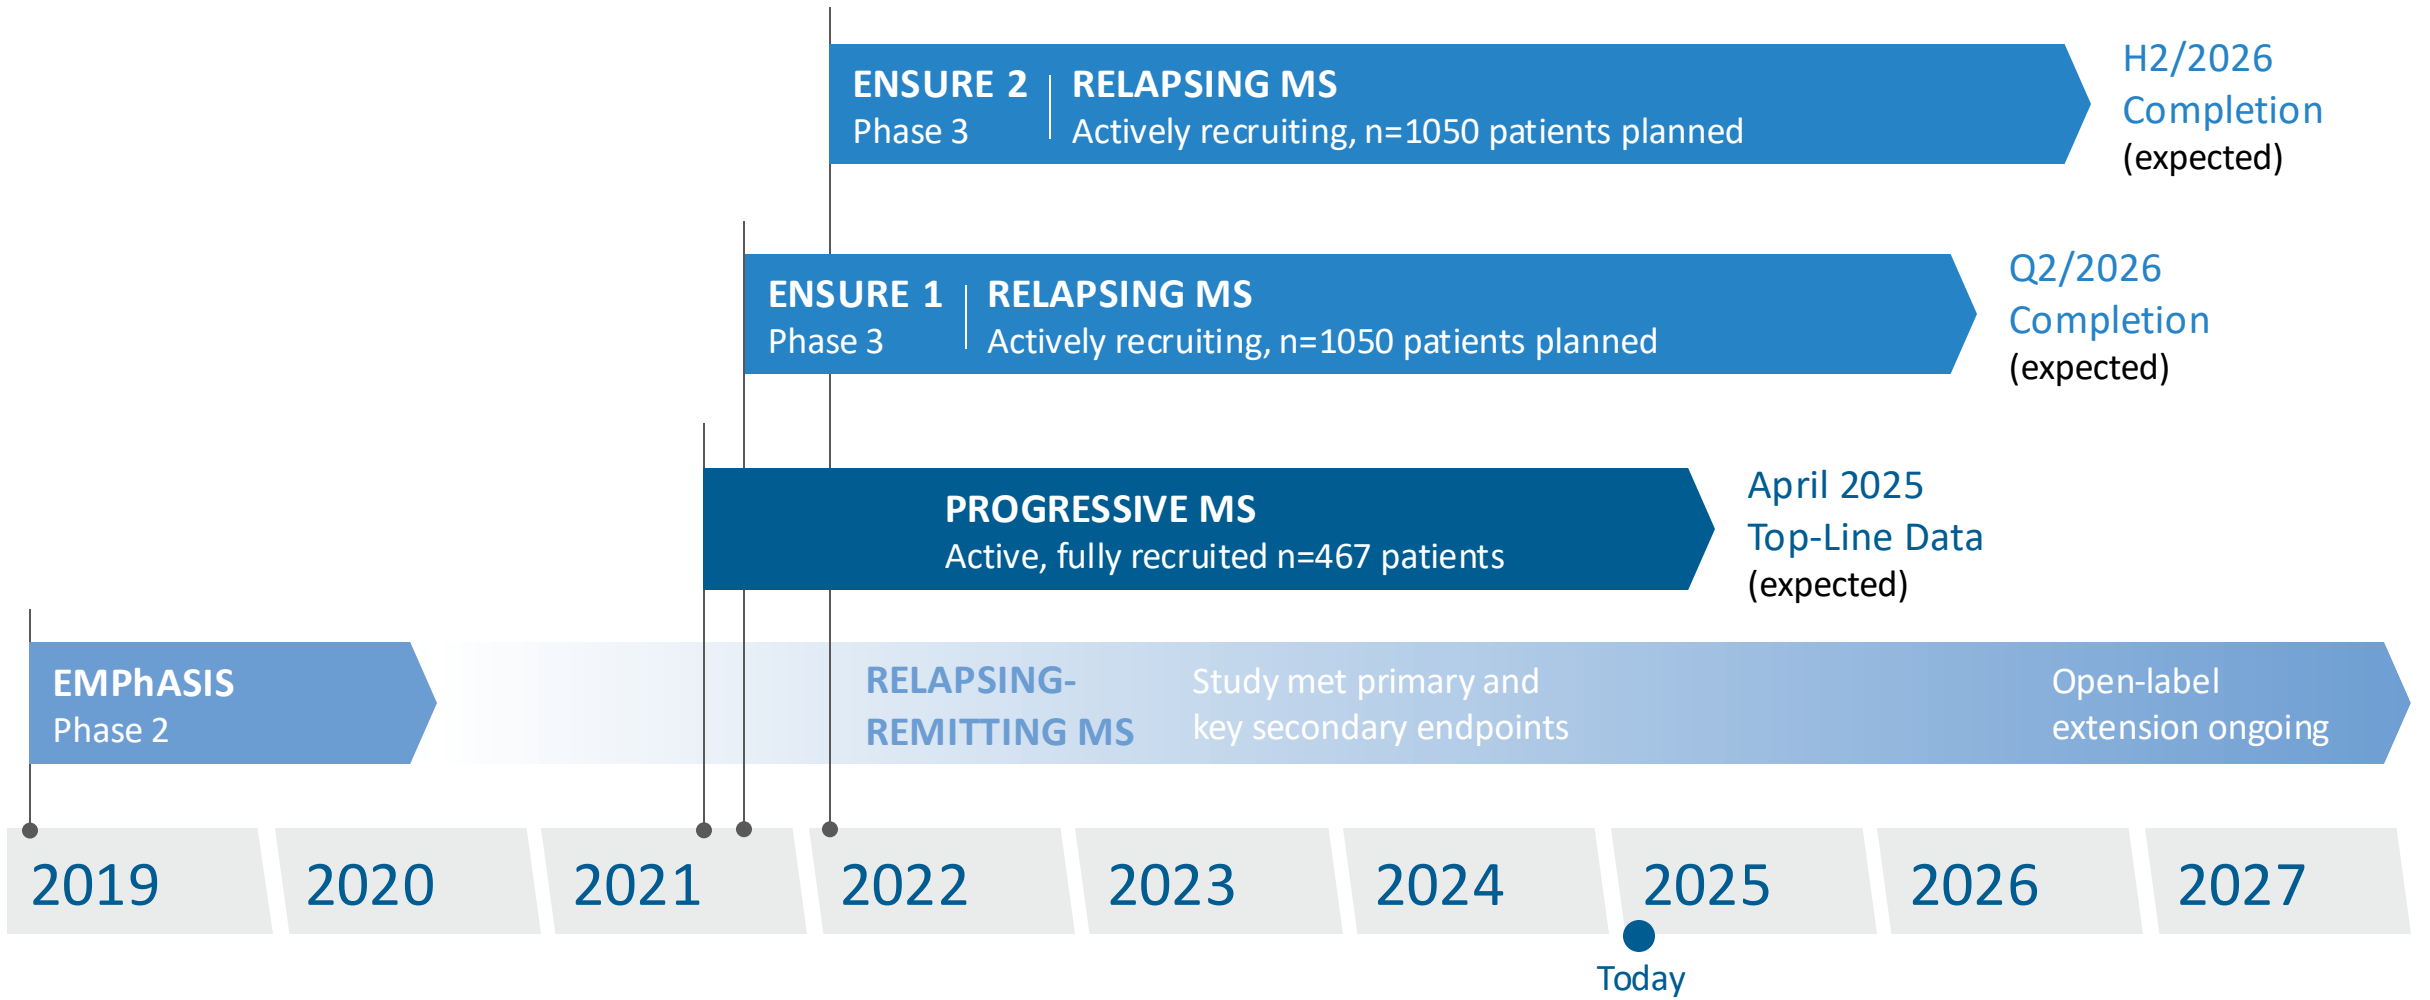 ENSURE 2
Phase 3
RELAPSING MS
Actively recruiting, n=1050 patients planned
H2/2026
Completion
(expected)
ENSURE 1
Phase 3
RELAPSING MS
Actively recruiting, n=1050 patients planned
Q2/2026
Completion
(expected)
PROGRESSIVE MS
Active, fully recruited n=467 patients
April 2025
Top-Line Data
(expected)
EMPhASIS
Phase 2
RELAPSING-
REMITTING MS
Study met primary and
key secondary endpoints
Open-label
extension ongoing
2019
2020
2021
2022
2023
2024
2025
2026
2027
Today